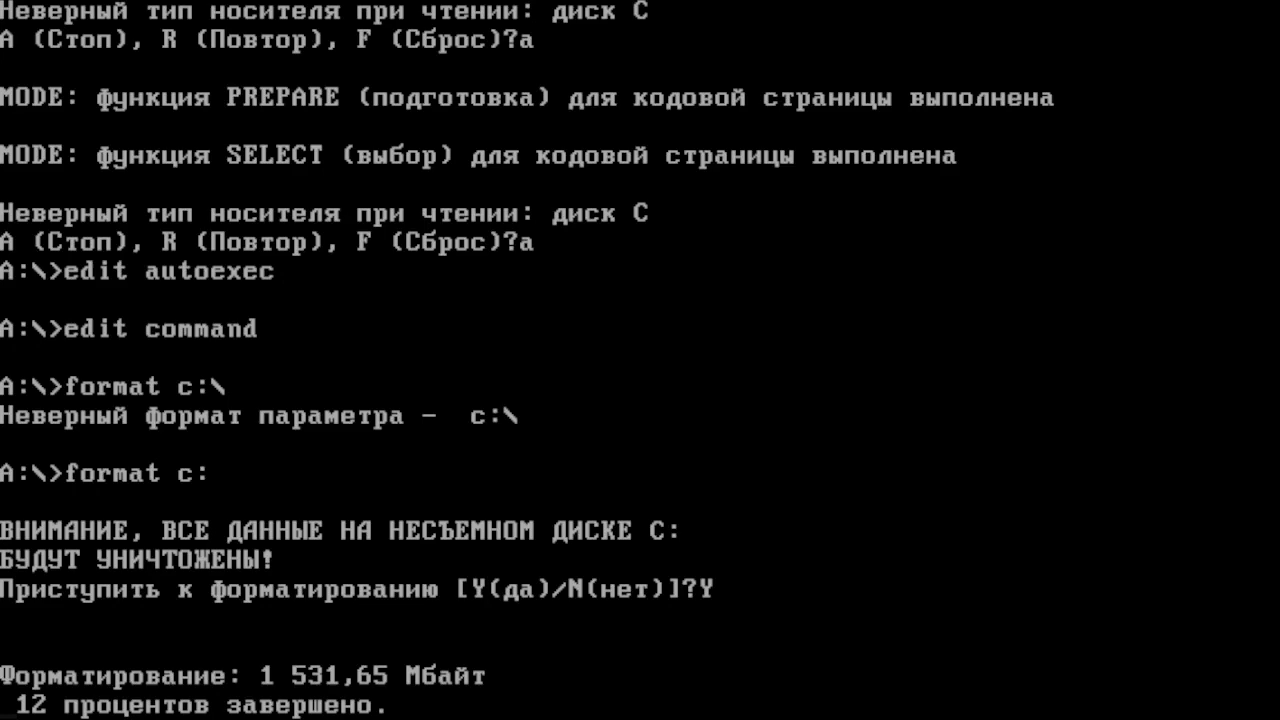 Неверный тип носителя при чтении: диск C
A (Стоп), R (Повтор), F (Сброс)?a
MODE: функция PREPARE (подготовка) для кодовой страницы выполнена
MODE: функция SELECT (выбор) для кодовой страницы выполнена
Неверный тип носителя при чтении: диск C
A (Стоп), R (Повтор), F (Сброс)?a
A:\>edit autoexec
A:\>edit command
A:\>format c:\
Неверный формат параметра -  c:\
A:\>format c:
ВНИМАНИЕ, ВСЕ ДАННЫЕ НА НЕСЪЕМНОМ ДИСКЕ C:
БУДУТ УНИЧТОЖЕНЫ!
Приступить к форматированию [Y(да)/N(нет)]?Y
Форматирование: 1 531,65 Мбайт
12 процентов завершено.